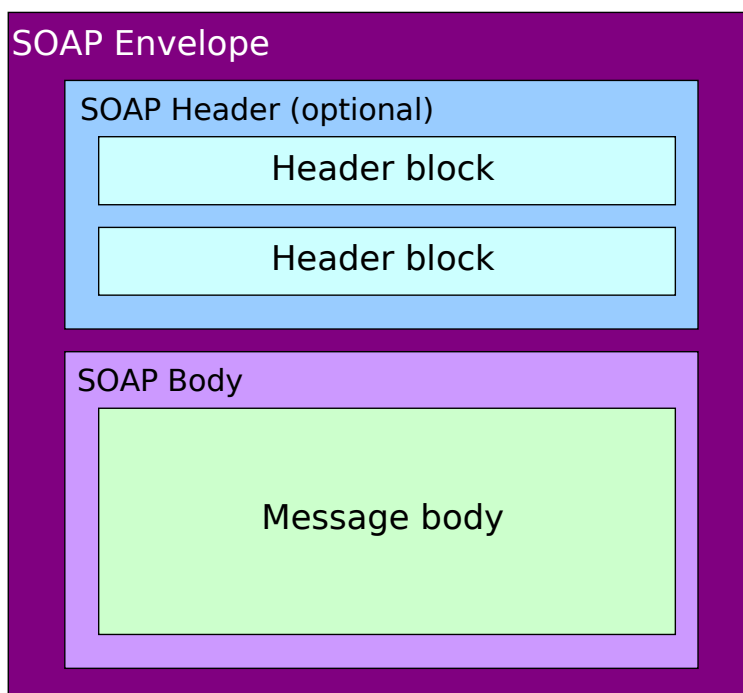 SOAP Envelope
SOAP Header (optional)
Header block
Header block
SOAP Body
Message body